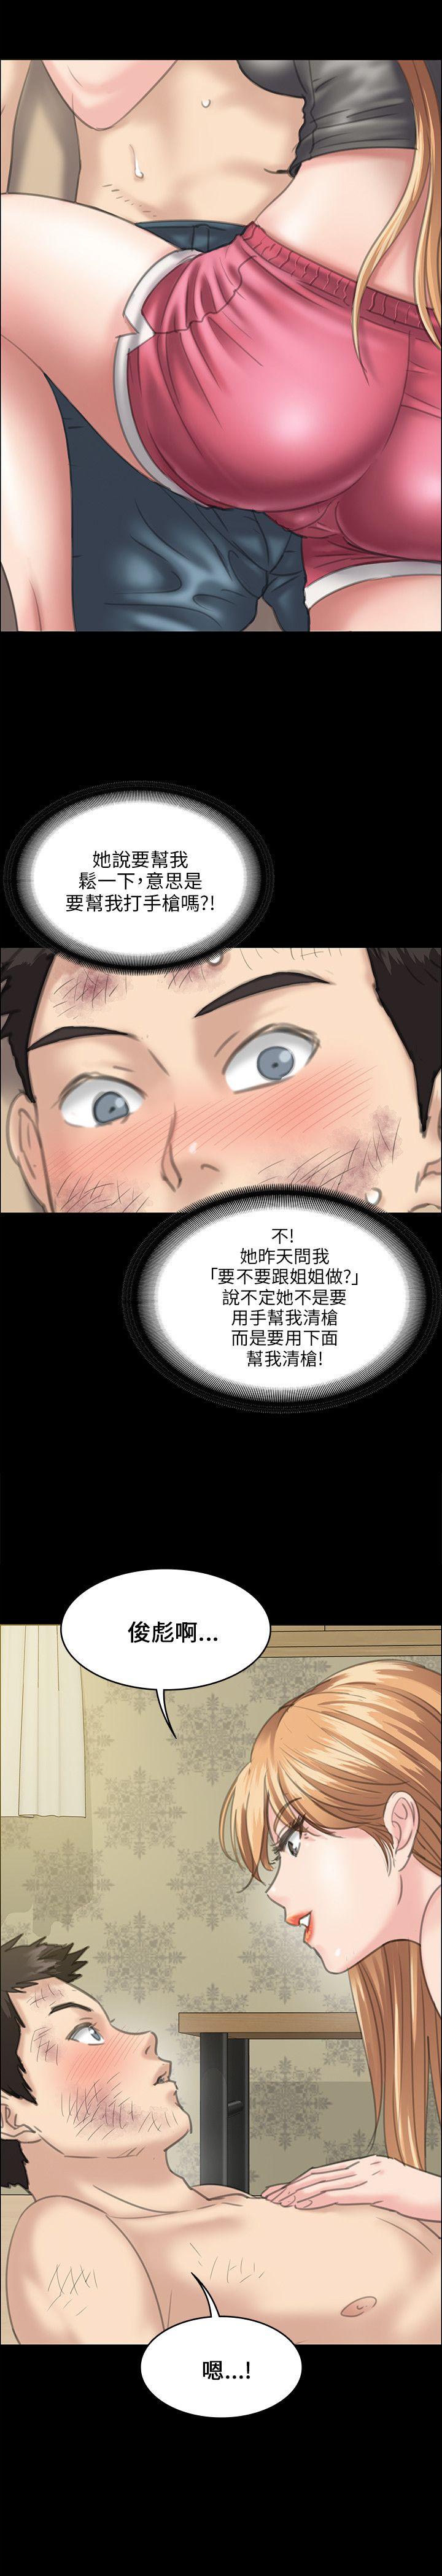 她說要幫我
鬆一下，意思是
要幫我打手槍嗎?!
不!
她昨天問我
「要不要跟姐姐做?」
說不定她不是要
用手幫我清槍
而是要用下面
幫我清槍!
俊彪啊...
嗯...!